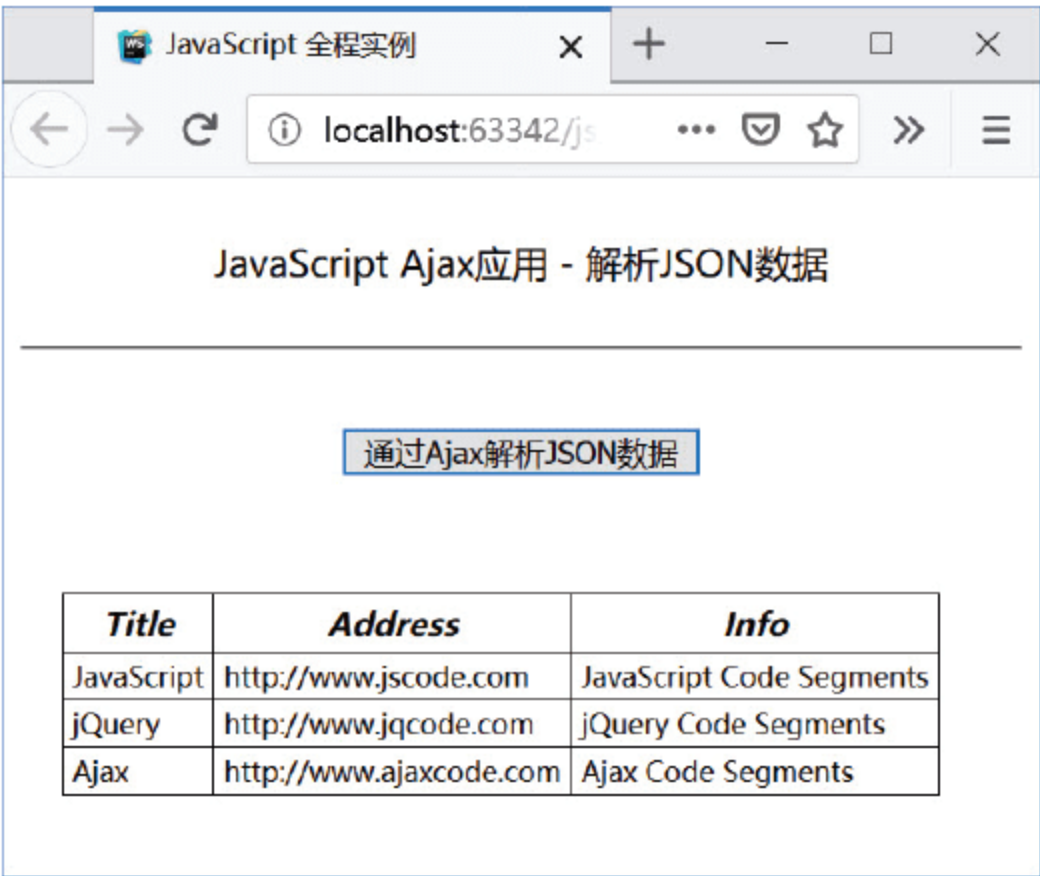 JavaScript 全程实例
localhost:63342/js
JavaScript Ajax应用 - 解析JSON数据
通过Ajax解析JSON数据
Title Address Info
JavaScript http://www.jscode.com JavaScript Code Segments
jQuery http://www.jqcode.com jQuery Code Segments
Ajax http://www.ajaxcode.com Ajax Code Segments